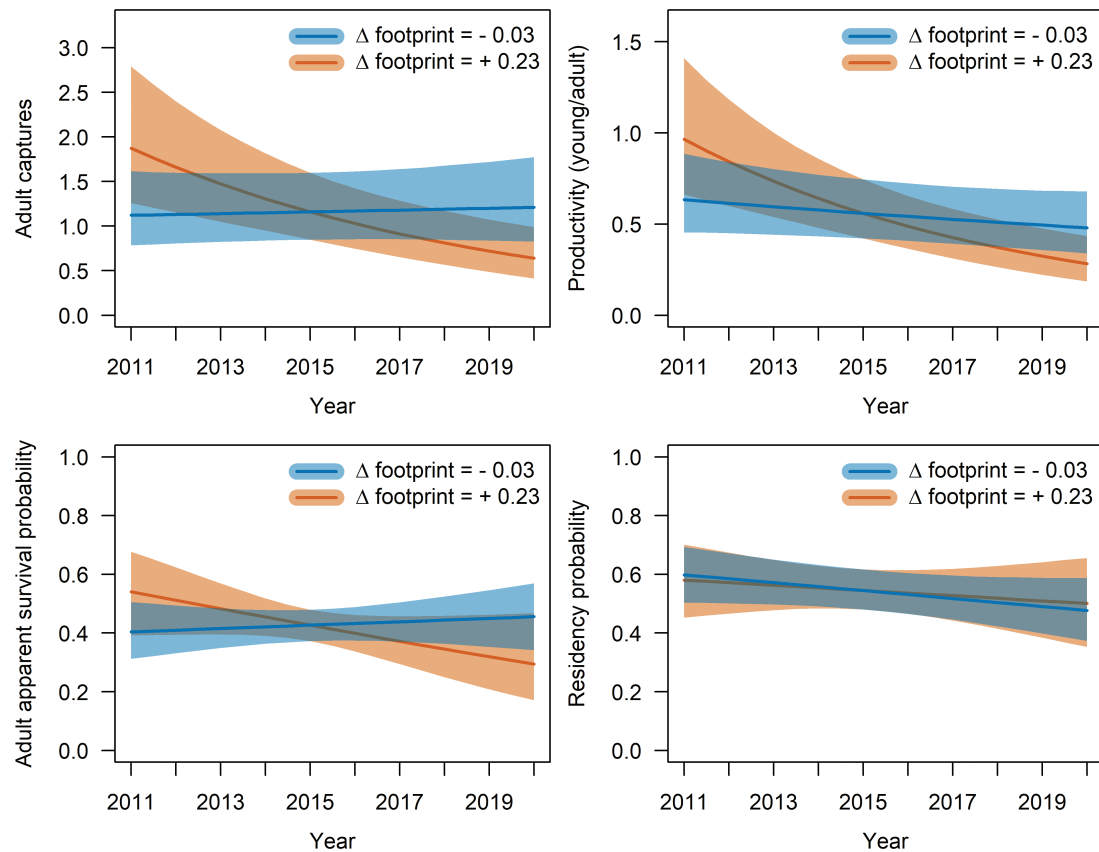 Adult captures
3.0
2.5
2.0
1.5
1.0
0.5
0.0
Δ footprint = - 0.03
Δ footprint = + 0.23
2011 2013 2015 2017 2019
Year
Productivity (young/adult)
1.5
1.0
0.5
0.0
Δ footprint = - 0.03
Δ footprint = + 0.23
2011 2013 2015 2017 2019
Year
Adult apparent survival probability
1.0
0.8
0.6
0.4
0.2
0.0
Δ footprint = - 0.03
Δ footprint = + 0.23
2011 2013 2015 2017 2019
Year
Residency probability
1.0
0.8
0.6
0.4
0.2
0.0
Δ footprint = - 0.03
Δ footprint = + 0.23
2011 2013 2015 2017 2019
Year